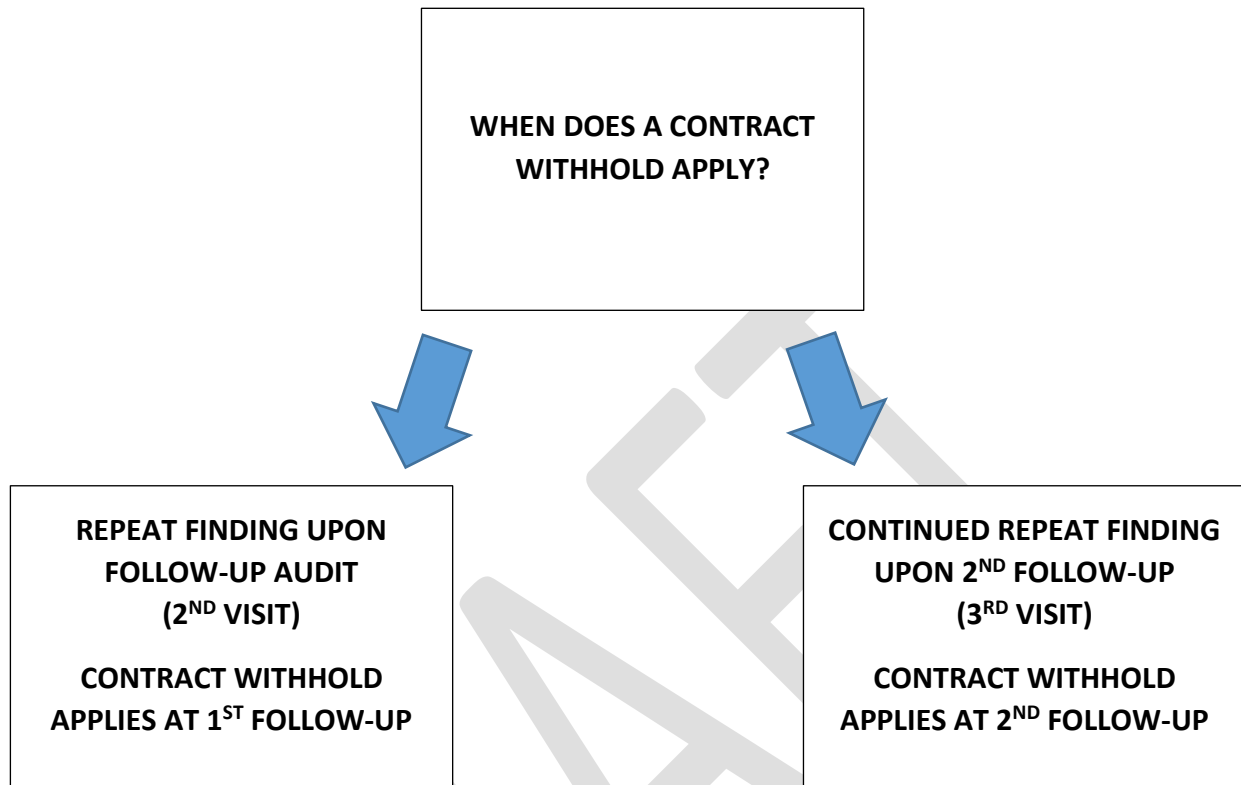 WHEN DOES A CONTRACT
WITHHOLD APPLY?
REPEAT FINDING UPON
FOLLOW-UP AUDIT
(2ND VISIT)
CONTRACT WITHHOLD
APPLIES AT 1ST FOLLOW-UP
CONTINUED REPEAT FINDING
UPON 2ND FOLLOW-UP
(3RD VISIT)
CONTRACT WITHHOLD
APPLIES AT 2ND FOLLOW-UP